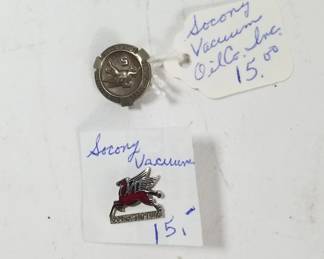 Socony
Vacuum
Oil Co. Inc.
15.00
Socony
Vacuum
15.-